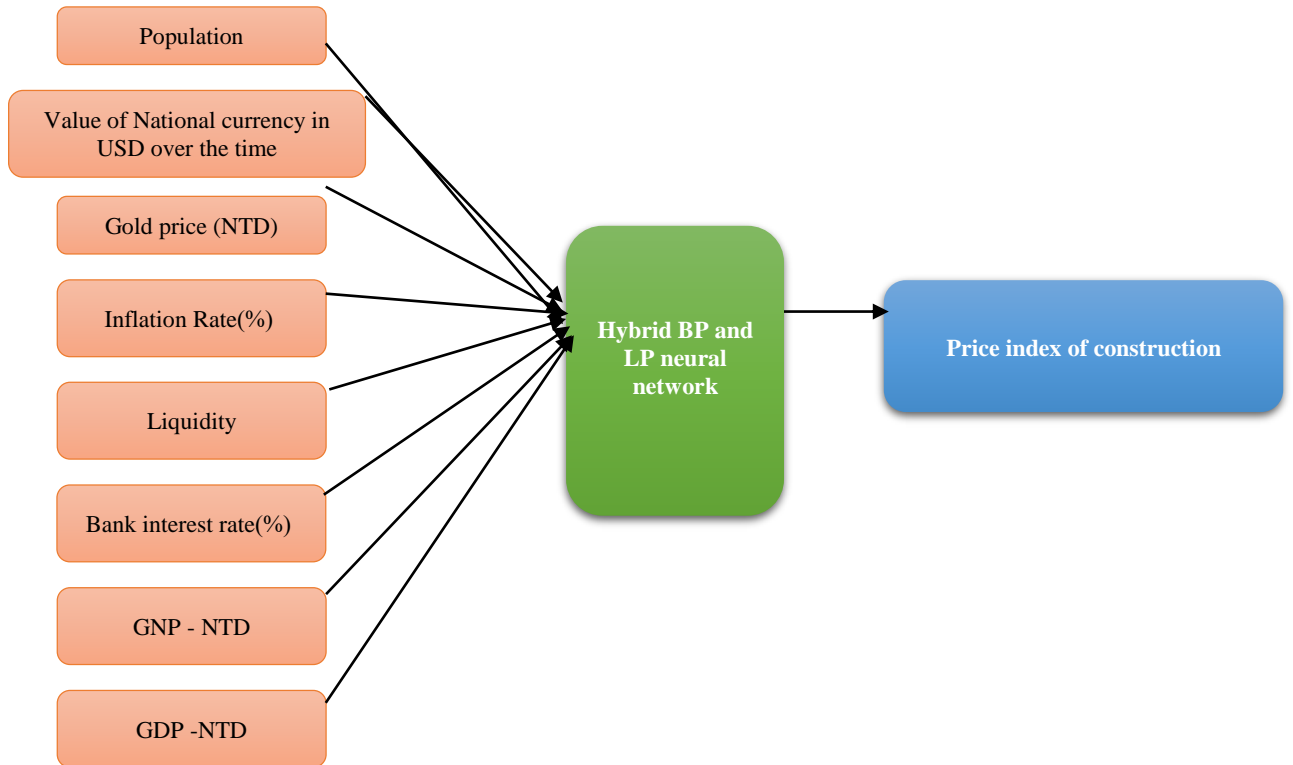 Population
Value of National currency in
USD over the time
Gold price (NTD)
Inflation Rate(%)
Liquidity
Bank interest rate(%)
GNP - NTD
GDP -NTD
Hybrid BP and
LP neural
network
Price index of construction